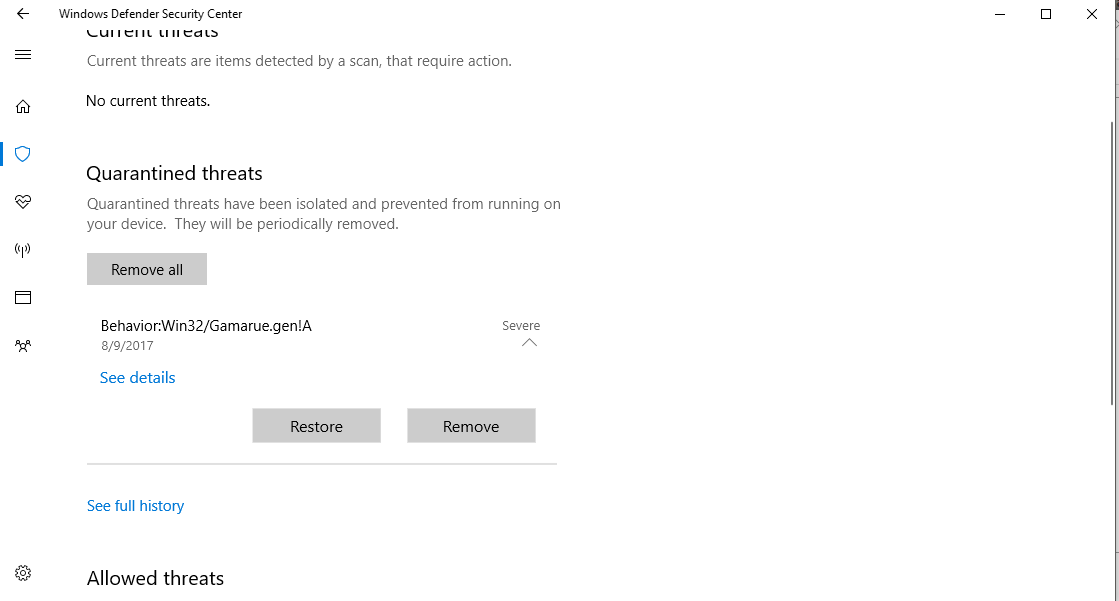 Windows Defender Security Center
Current threats
Current threats are items detected by a scan, that require action.
No current threats.
Quarantined threats
Quarantined threats have been isolated and prevented from running on
your device.  They will be periodically removed.
Remove all
Behavior:Win32/Gamarue.gen!A
Severe
8/9/2017
See details
Restore
Remove
See full history
Allowed threats